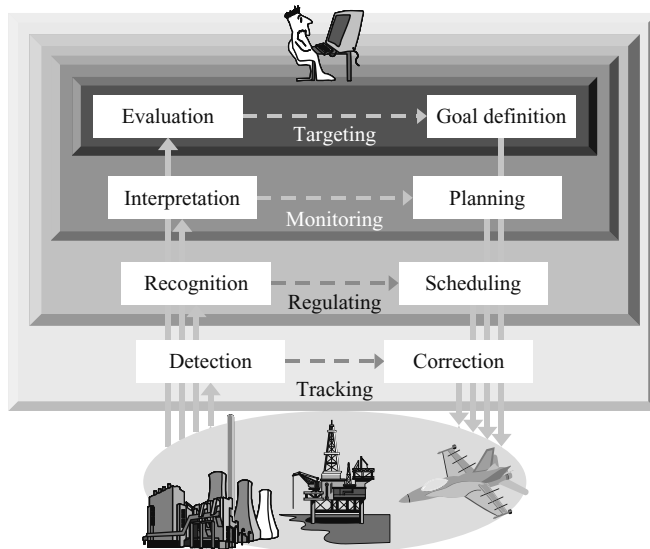 Evaluation
Targeting
Goal definition
Interpretation
Monitoring
Planning
Recognition
Regulating
Scheduling
Detection
Tracking
Correction